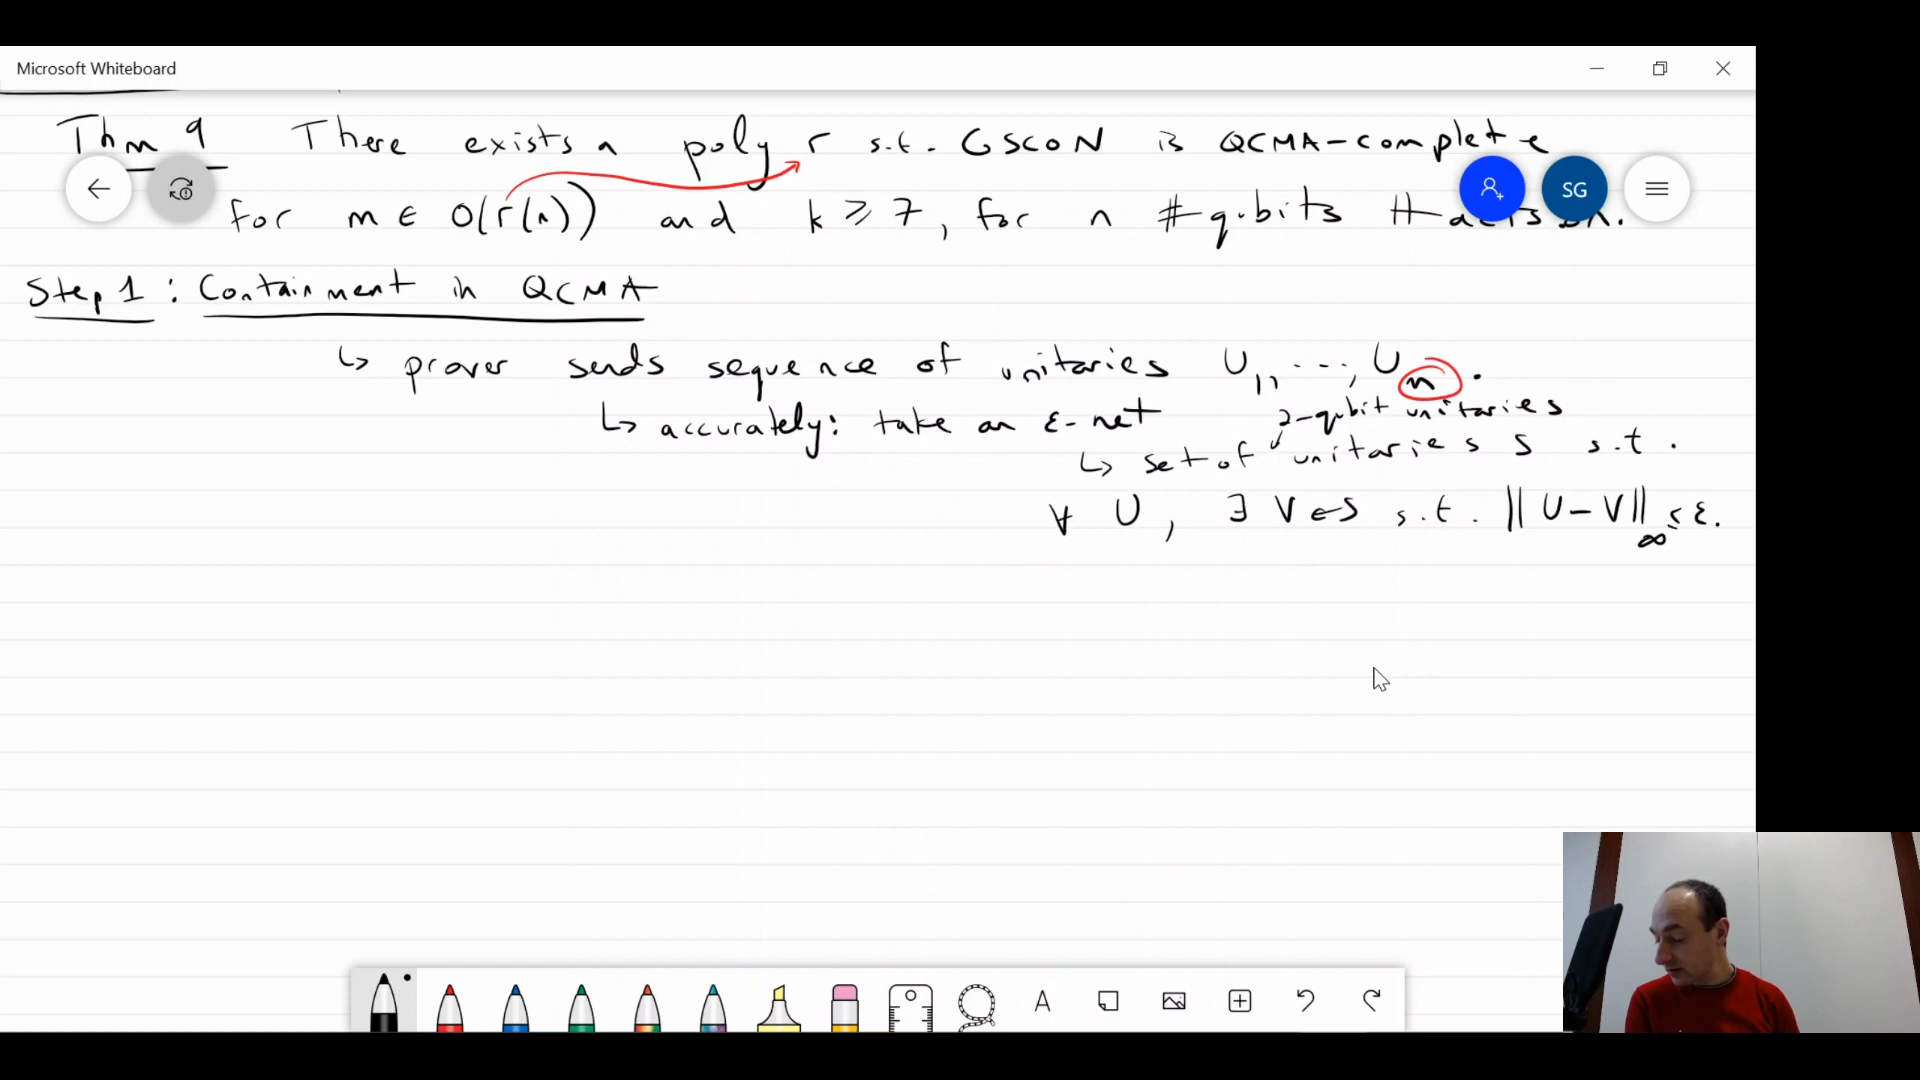 Microsoft Whiteboard
Thm 9 There exists a poly r s.t. GSCON is QCMA-complete
SG
for m ∈ O(r(n)) and k ≥ 7, for n #qubits H acts on.
Step 1: Containment in QCMA
↳ prover sends sequence of unitaries U₁, ..., Uₘ.
↳ accurately: take an ε-net
2-qubit unitaries
↳ set of unitaries S s.t.
∀ U, ∃ V ∈ S s.t. ||U-V||∞ ≤ ε.
A